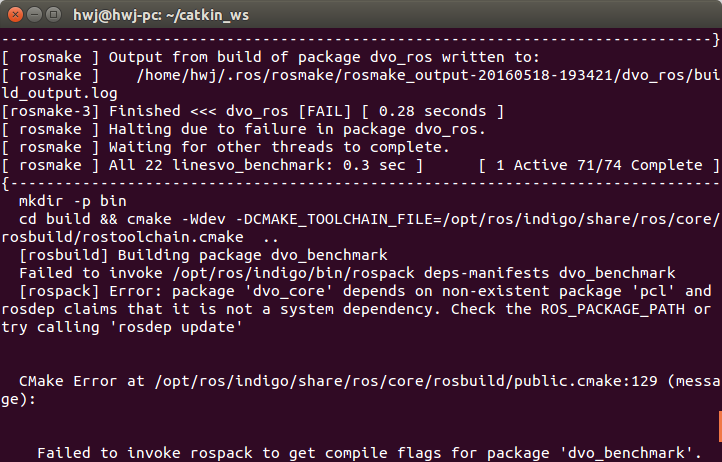 hwj@hwj-pc: ~/catkin_ws
-------------------------------------------------------------------------------}
[ rosmake ] Output from build of package dvo_ros written to:
[ rosmake ]    /home/hwj/.ros/rosmake/rosmake_output-20160518-193421/dvo_ros/bui
ld_output.log
[rosmake-3] Finished <<< dvo_ros [FAIL] [ 0.28 seconds ]
[ rosmake ] Halting due to failure in package dvo_ros.
[ rosmake ] Waiting for other threads to complete.
[ rosmake ] All 22 linesvo_benchmark: 0.3 sec ]      [ 1 Active 71/74 Complete ]
{-------------------------------------------------------------------------------
  mkdir -p bin
  cd build && cmake -Wdev -DCMAKE_TOOLCHAIN_FILE=/opt/ros/indigo/share/ros/core/
rosbuild/rostoolchain.cmake  ..
  [rosbuild] Building package dvo_benchmark
  Failed to invoke /opt/ros/indigo/bin/rospack deps-manifests dvo_benchmark
  [rospack] Error: package 'dvo_core' depends on non-existent package 'pcl' and
rosdep claims that it is not a system dependency. Check the ROS_PACKAGE_PATH or
try calling 'rosdep update'
  CMake Error at /opt/ros/indigo/share/ros/core/rosbuild/public.cmake:129 (messa
ge):
    Failed to invoke rospack to get compile flags for package 'dvo_benchmark'.